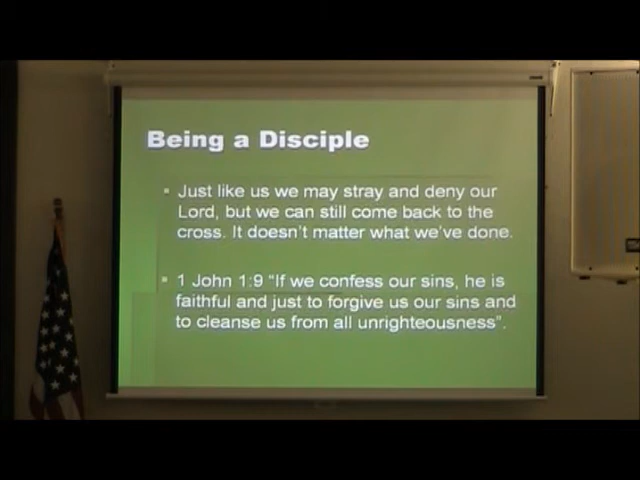 Being a Disciple
Just like us we may stray and deny our
Lord, but we can still come back to the
cross. It doesn't matter what we've done.
1 John 1:9 "If we confess our sins, he is
faithful and just to forgive us our sins and
to cleanse us from all unrighteousness".